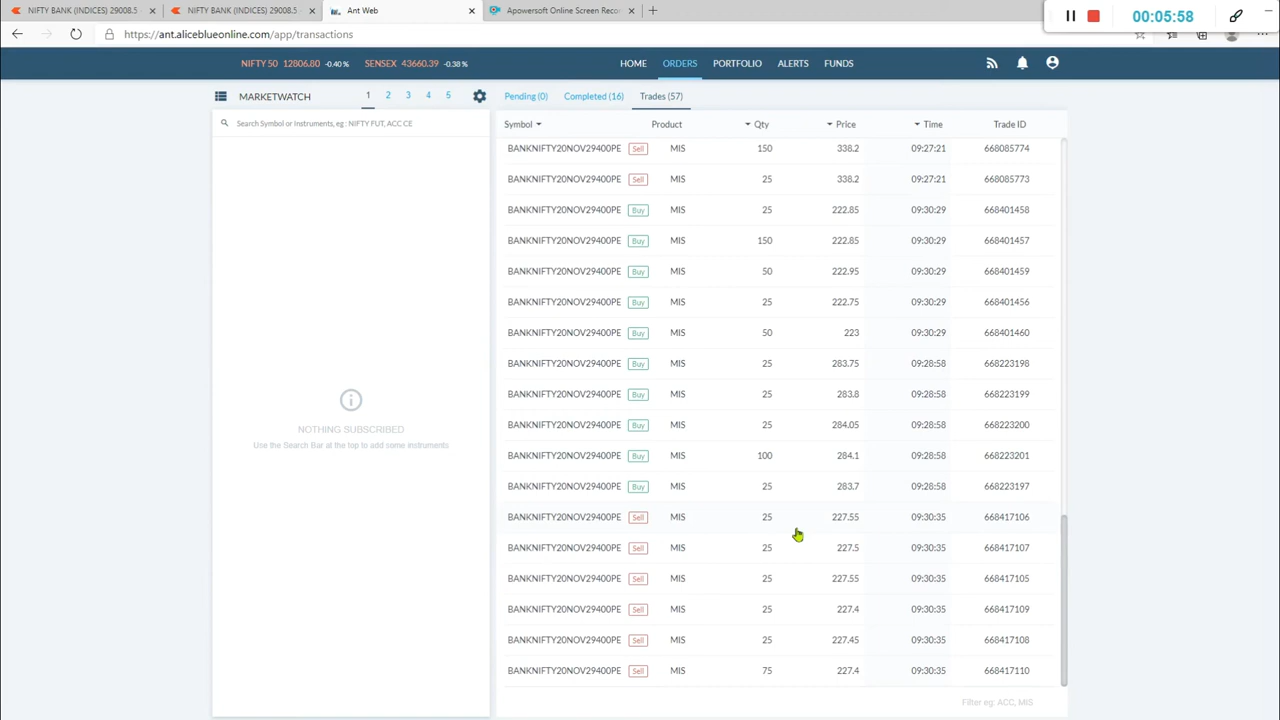 NIFTY BANK (INDICES) 29008.5
NIFTY BANK (INDICES) 29008.5
Ant Web
Apowersoft Online Screen Reco
00:05:58
https://ant.aliceblueonline.com/app/transactions
NIFTY 50 12806.80 -0.40 %
SENSEX 43660.39 -0.38 %
HOME
ORDERS
PORTFOLIO
ALERTS
FUNDS
MARKETWATCH
1 2 3 4 5
Search Symbol or Instruments, eg : NIFTY FUT, ACC CE
NOTHING SUBSCRIBED
Use the Search Bar at the top to add some instruments
Pending (0)
Completed (16)
Trades (57)
Symbol Product Qty Price Time Trade ID
BANKNIFTY20NOV29400PE Sell MIS 150 338.2 09:27:21 668085774
BANKNIFTY20NOV29400PE Sell MIS 25 338.2 09:27:21 668085773
BANKNIFTY20NOV29400PE Buy MIS 25 222.85 09:30:29 668401458
BANKNIFTY20NOV29400PE Buy MIS 150 222.85 09:30:29 668401457
BANKNIFTY20NOV29400PE Buy MIS 50 222.95 09:30:29 668401459
BANKNIFTY20NOV29400PE Buy MIS 25 222.75 09:30:29 668401456
BANKNIFTY20NOV29400PE Buy MIS 50 223 09:30:29 668401460
BANKNIFTY20NOV29400PE Buy MIS 25 283.75 09:28:58 668223198
BANKNIFTY20NOV29400PE Buy MIS 25 283.8 09:28:58 668223199
BANKNIFTY20NOV29400PE Buy MIS 25 284.05 09:28:58 668223200
BANKNIFTY20NOV29400PE Buy MIS 100 284.1 09:28:58 668223201
BANKNIFTY20NOV29400PE Buy MIS 25 283.7 09:28:58 668223197
BANKNIFTY20NOV29400PE Sell MIS 25 227.55 09:30:35 668417106
BANKNIFTY20NOV29400PE Sell MIS 25 227.5 09:30:35 668417107
BANKNIFTY20NOV29400PE Sell MIS 25 227.55 09:30:35 668417105
BANKNIFTY20NOV29400PE Sell MIS 25 227.4 09:30:35 668417109
BANKNIFTY20NOV29400PE Sell MIS 25 227.45 09:30:35 668417108
BANKNIFTY20NOV29400PE Sell MIS 75 227.4 09:30:35 668417110
Filter eg: ACC, MIS